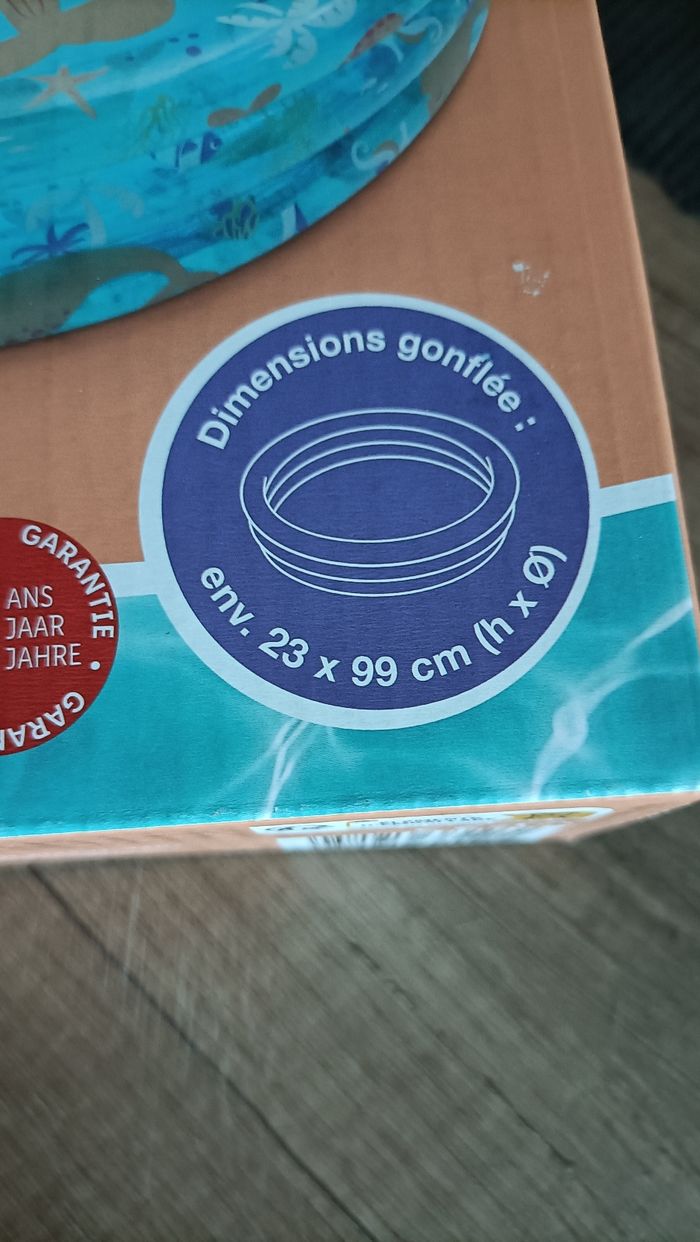 Dimensions gonflée :
env. 23 x 99 cm (h x Ø)
GARANTIE •
ANS
JAAR
JAHRE